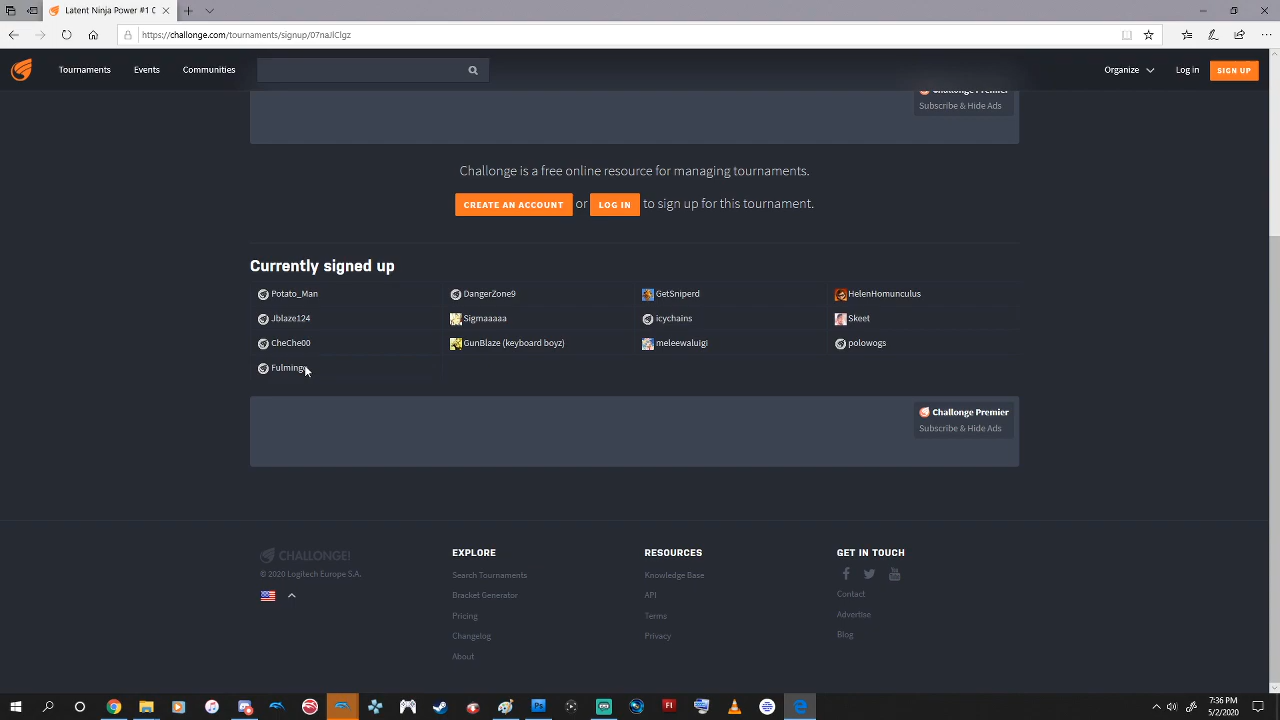 Latent Ninja Power #1 C
https://challonge.com/tournaments/signup/07naJlClgz
Tournaments Events Communities Organize Log in SIGN UP
Challonge Premier
Subscribe & Hide Ads
Challonge is a free online resource for managing tournaments.
CREATE AN ACCOUNT or LOG IN to sign up for this tournament.
Currently signed up
Potato_Man DangerZone9 GetSniperd HelenHomunculus
Jblaze124 Sigmaaaaa icychains Skeet
CheChe00 GunBlaze (keyboard boyz) meleewaluigi polowogs
Fulmingo
Challonge Premier
Subscribe & Hide Ads
CHALLONGE! EXPLORE RESOURCES GET IN TOUCH
© 2020 Logitech Europe S.A. Search Tournaments Knowledge Base
Bracket Generator API Contact
Pricing Terms Advertise
Changelog Privacy Blog
About
7:36 PM
5/2/2020